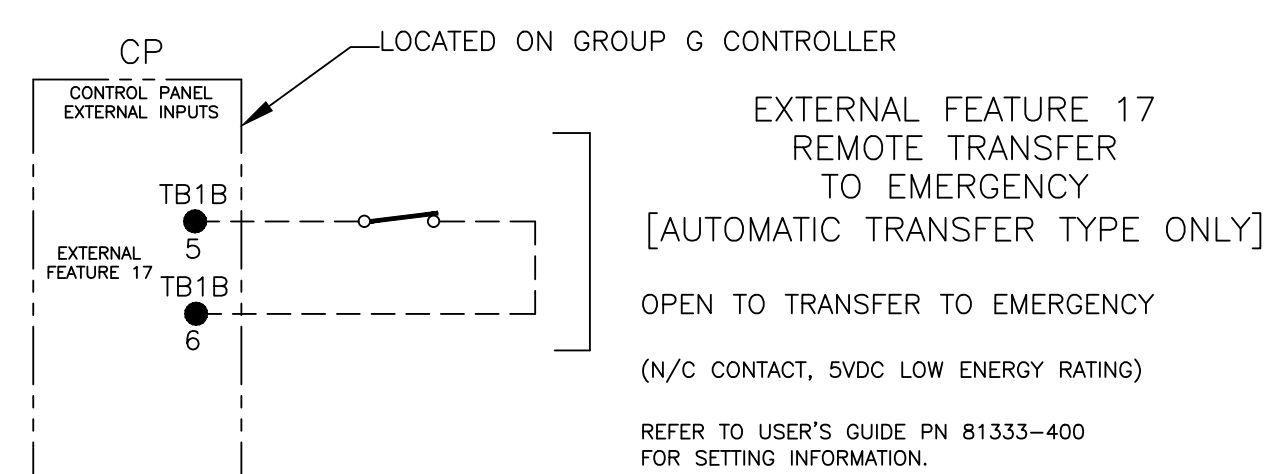 CP
LOCATED ON GROUP G CONTROLLER
CONTROL PANEL
EXTERNAL INPUTS
TB1B
5
EXTERNAL
FEATURE 17
TB1B
6
EXTERNAL FEATURE 17
REMOTE TRANSFER
TO EMERGENCY
[AUTOMATIC TRANSFER TYPE ONLY]
OPEN TO TRANSFER TO EMERGENCY
(N/C CONTACT, 5VDC LOW ENERGY RATING)
REFER TO USER'S GUIDE PN 81333-400
FOR SETTING INFORMATION.